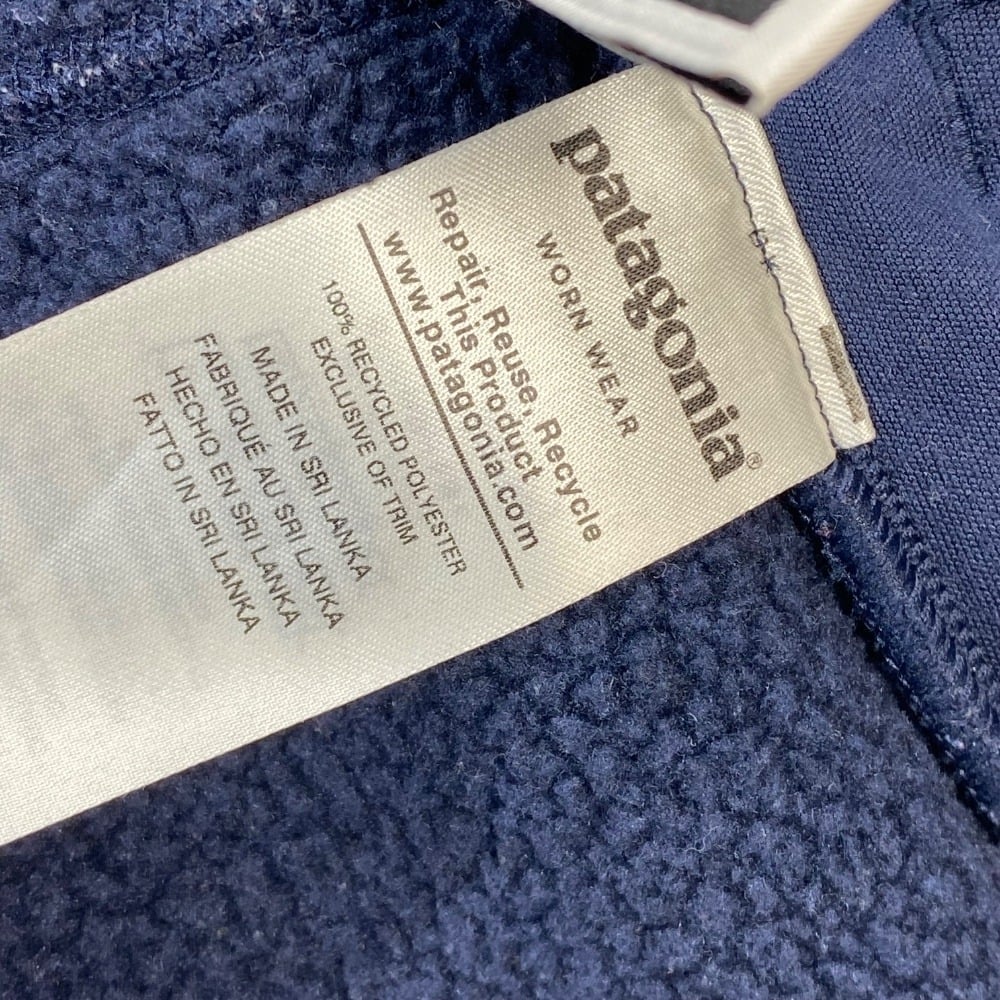 patagonia®
WORN WEAR
Repair, Reuse, Recycle
This Product
www.patagonia.com
100% RECYCLED POLYESTER
EXCLUSIVE OF TRIM
MADE IN SRI LANKA
FABRIQUÉ AU SRI LANKA
HECHO EN SRI LANKA
FATTO IN SRI LANKA